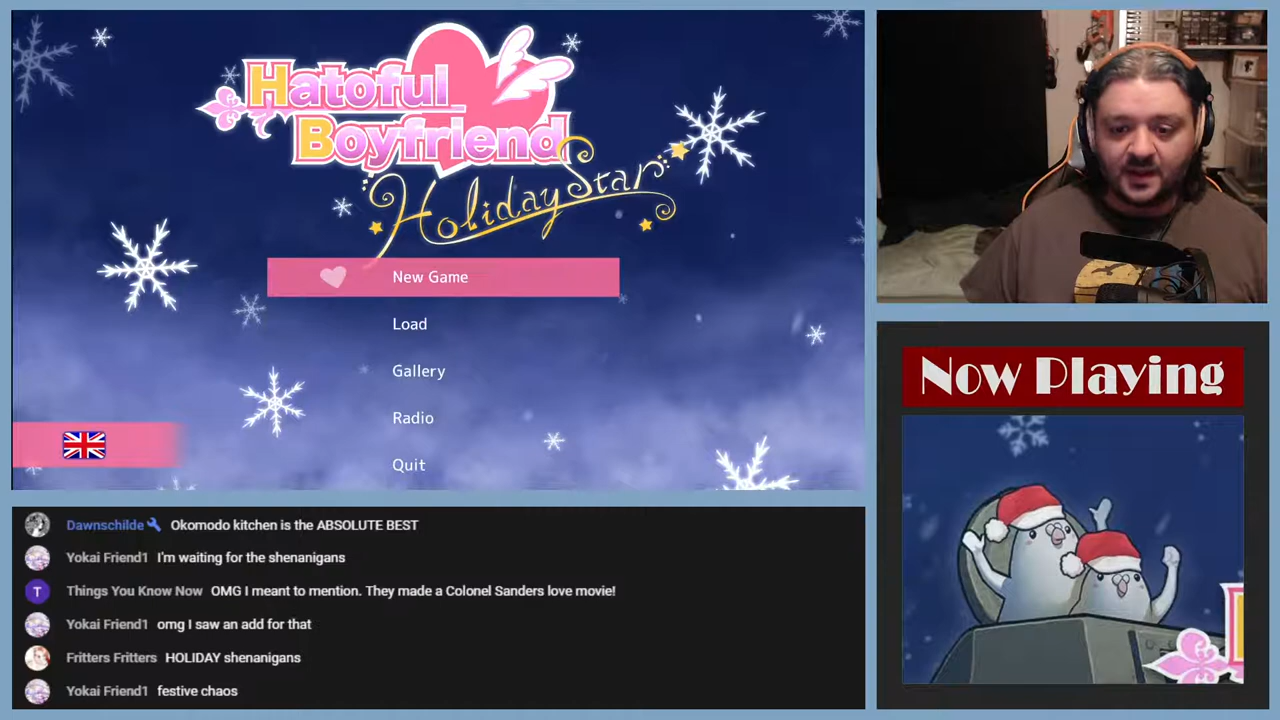 Hatoful
Boyfriend
Holiday Star
New Game
Load
Gallery
Radio
Quit
Now Playing
Dawnschilde Okomodo kitchen is the ABSOLUTE BEST
Yokai Friend1 I'm waiting for the shenanigans
T Things You Know Now OMG I meant to mention. They made a Colonel Sanders love movie!
Yokai Friend1 omg I saw an add for that
Fritters Fritters HOLIDAY shenanigans
Yokai Friend1 festive chaos